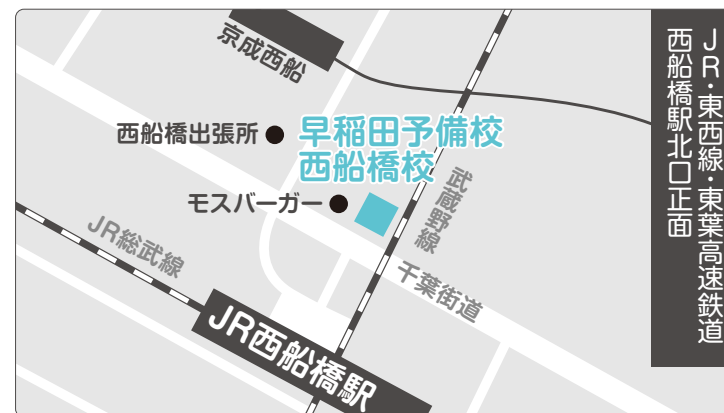 京成西船
西船橋出張所
早稲田予備校
西船橋校
モスバーガー
武蔵野線
JR総武線
千葉街道
JR西船橋駅
JR・東西線・東葉高速鉄道
西船橋駅北口正面